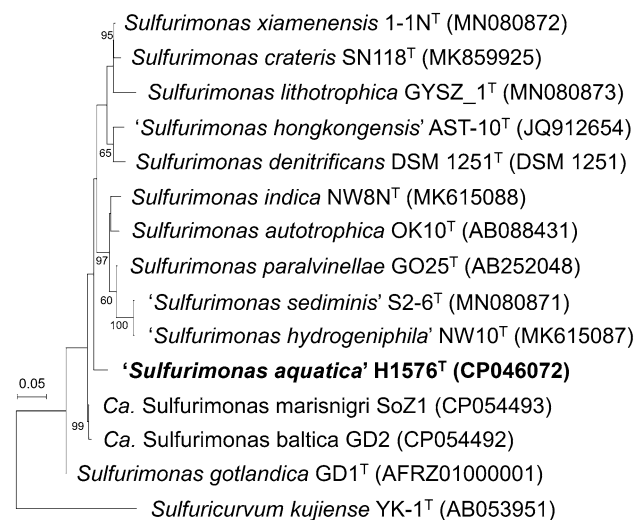 95
Sulfurimonas xiamenensis 1-1Nᵀ (MN080872)
Sulfurimonas crateris SN118ᵀ (MK859925)
Sulfurimonas lithotrophica GYSZ_1ᵀ (MN080873)
‘Sulfurimonas hongkongensis’ AST-10ᵀ (JQ912654)
65
Sulfurimonas denitrificans DSM 1251ᵀ (DSM 1251)
Sulfurimonas indica NW8Nᵀ (MK615088)
Sulfurimonas autotrophica OK10ᵀ (AB088431)
97
Sulfurimonas paralvinellae GO25ᵀ (AB252048)
60
‘Sulfurimonas sediminis’ S2-6ᵀ (MN080871)
100
‘Sulfurimonas hydrogeniphila’ NW10ᵀ (MK615087)
‘Sulfurimonas aquatica’ H1576ᵀ (CP046072)
0.05
Ca. Sulfurimonas marisnigri SoZ1 (CP054493)
99
Ca. Sulfurimonas baltica GD2 (CP054492)
Sulfurimonas gotlandica GD1ᵀ (AFRZ01000001)
Sulfuricurvum kujiense YK-1ᵀ (AB053951)